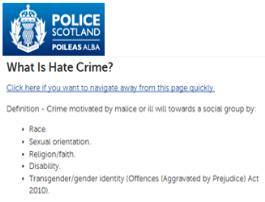 POLICE
SCOTLAND
POILEAS ALBA
What Is Hate Crime?
Click here if you want to navigate away from this page quickly.
Definition - Crime motivated by malice or ill will towards a social group by:
Race.
Sexual orientation.
Religion/faith.
Disability.
Transgender/gender identity (Offences (Aggravated by Prejudice) Act
2010).